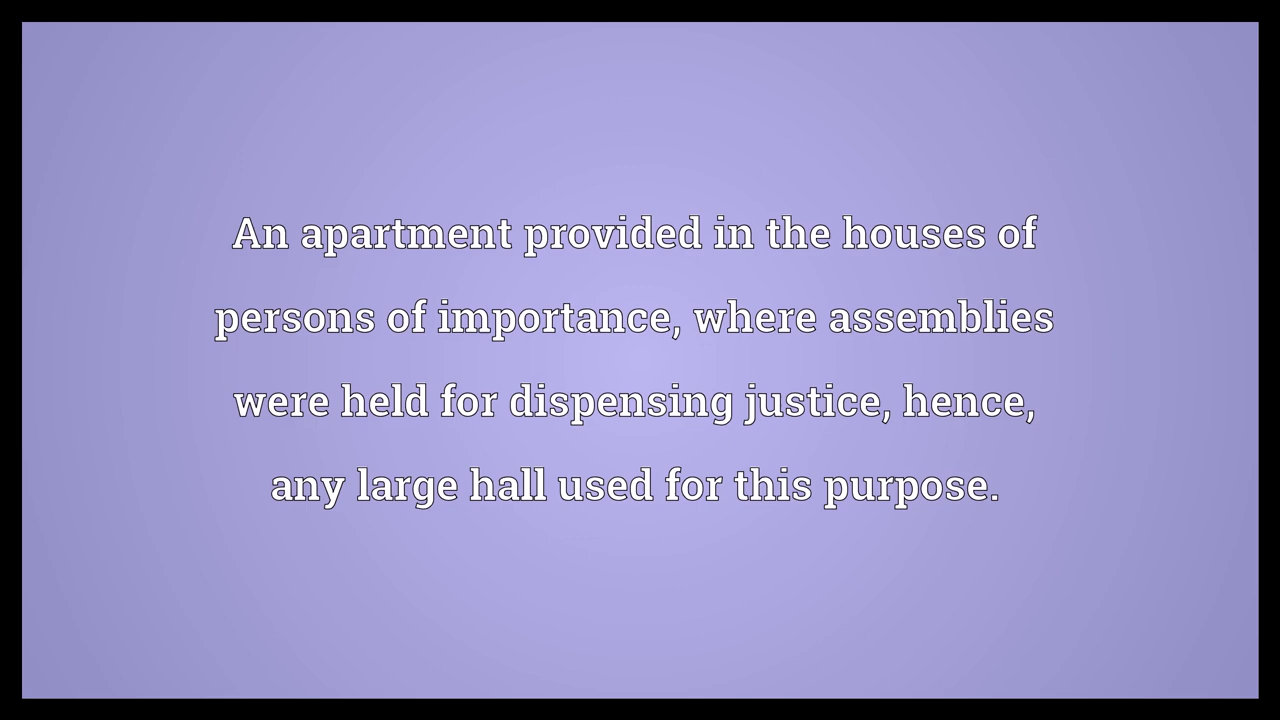 An apartment provided in the houses of
persons of importance, where assemblies
were held for dispensing justice, hence,
any large hall used for this purpose.